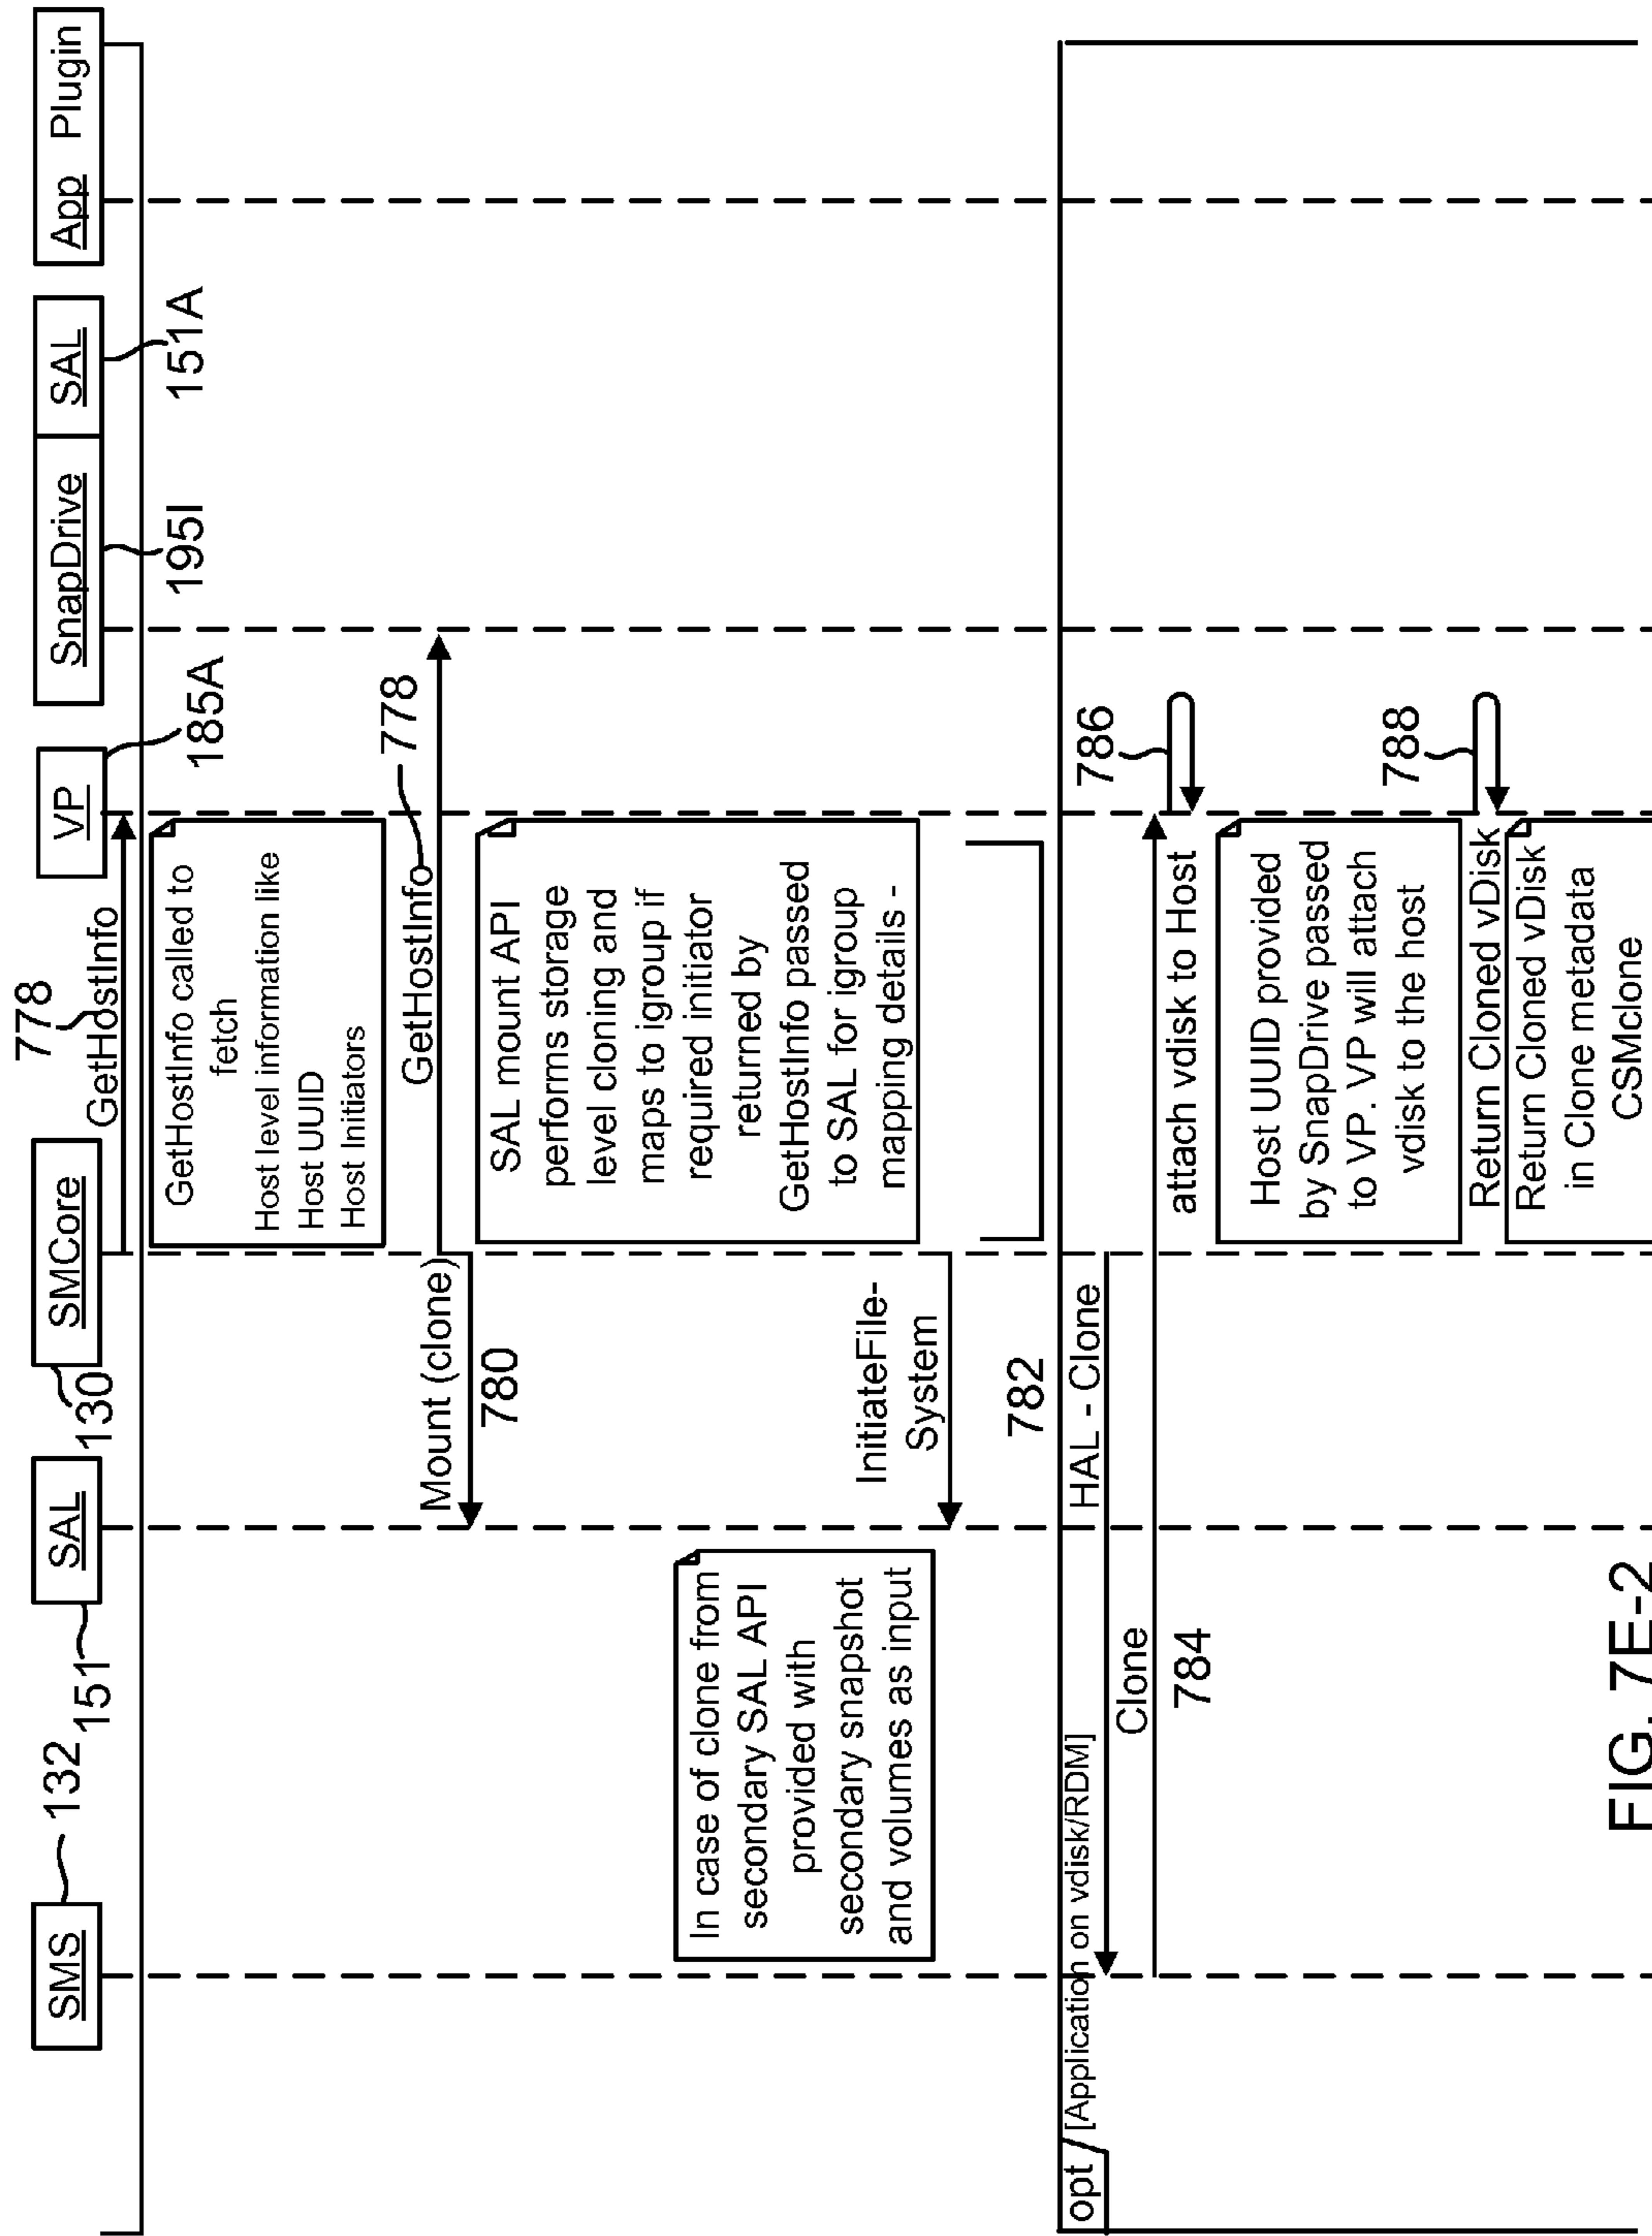 SMS
132
SAL
151
SMCore
130
VP
185A
SnapDrive
195I
SAL
151A
App Plugin
778
GetHostInfo
GetHostInfo called to
fetch
Host level information like
Host UUID
Host Initiators
GetHostInfo
778
Mount (clone)
780
SAL mount API
performs storage
level cloning and
maps to igroup if
required initiator
returned by
GetHostInfo passed
to SAL for igroup
mapping details -
In case of clone from
secondary SAL API
provided with
secondary snapshot
and volumes as input
InitiateFile-
System
782
opt
[Application on vdisk/RDM]
HAL - Clone
Clone
784
attach vdisk to Host
786
Host UUID provided
by SnapDrive passed
to VP. VP will attach
vdisk to the host
Return Cloned vDisk
788
Return Cloned vDisk
in Clone metadata
CSMclone
FIG. 7E-2